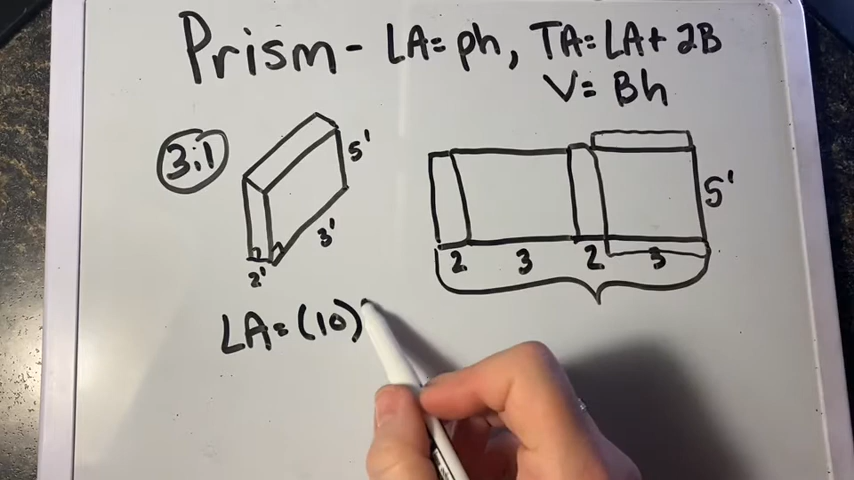 Prism - LA = ph, TA = LA + 2B
V = Bh
3:1
5'
3'
2'
5'
2 3 2 3
LA = (10)